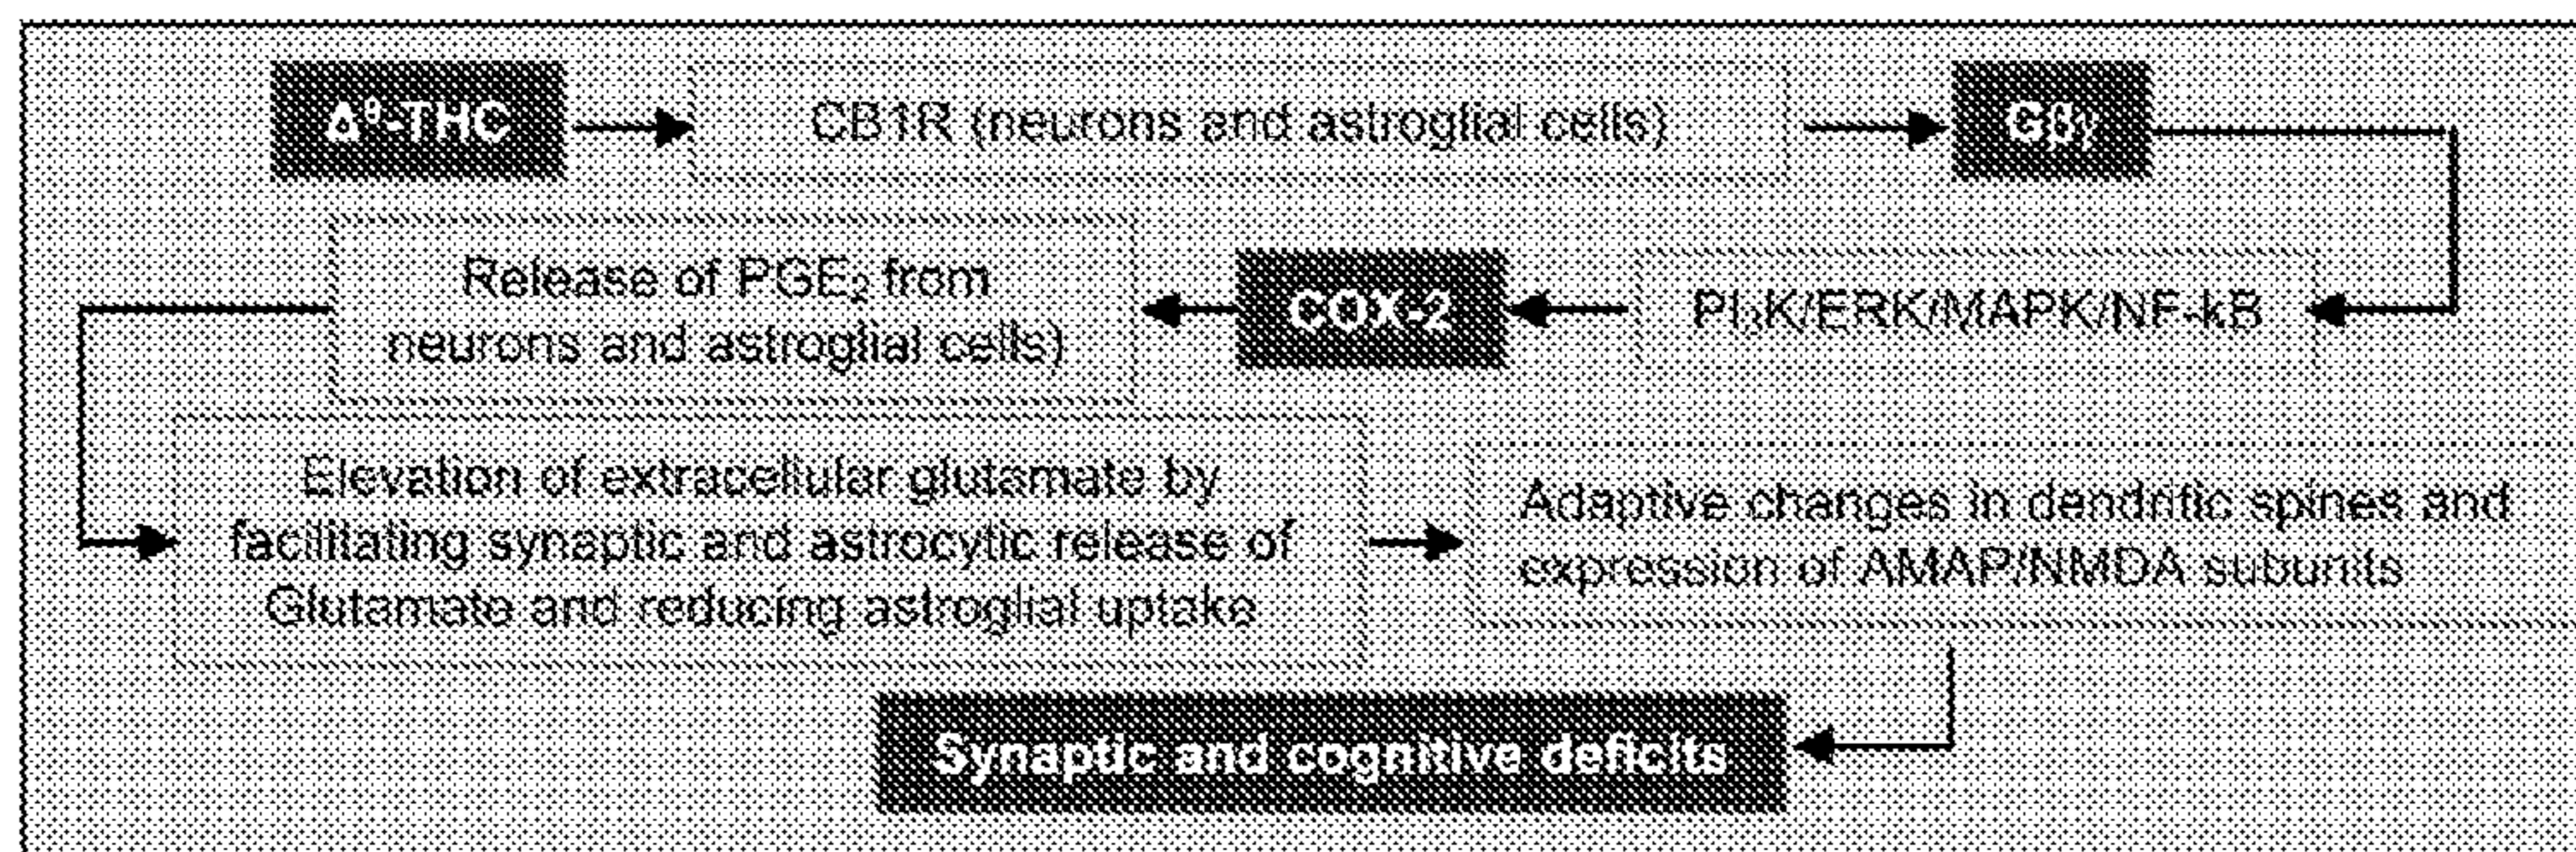 Δ⁹-THC
CB1R (neurons and astroglial cells)
Gβγ
Release of PGE₂ from
neurons and astroglial cells)
COX-2
PI₃K/ERK/MAPK/NF-kB
Elevation of extracellular glutamate by
facilitating synaptic and astrocytic release of
Glutamate and reducing astroglial uptake
Adaptive changes in dendritic spines and
expression of AMAP/NMDA subunits
Synaptic and cognitive deficits